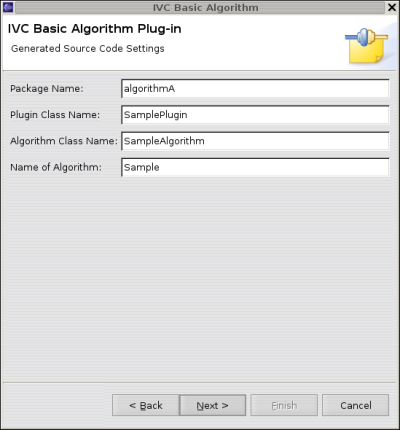 IVC Basic Algorithm
IVC Basic Algorithm Plug-in
Generated Source Code Settings
Package Name: algorithmA
Plugin Class Name: SamplePlugin
Algorithm Class Name: SampleAlgorithm
Name of Algorithm: Sample
< Back Next > Finish Cancel